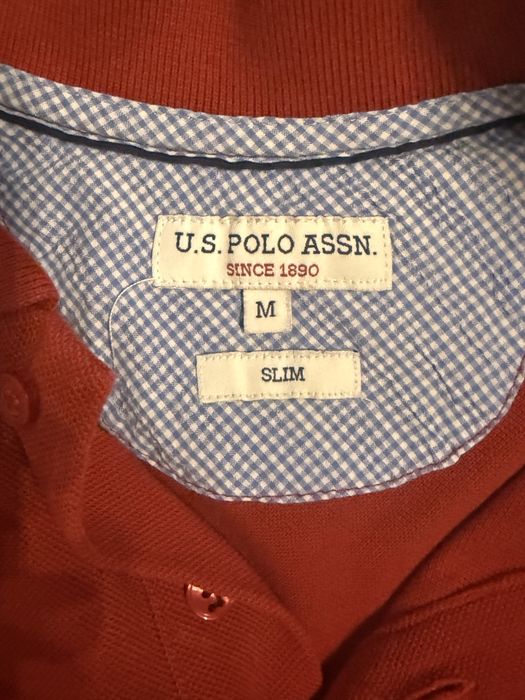 U.S. POLO ASSN.
SINCE 1890
M
SLIM